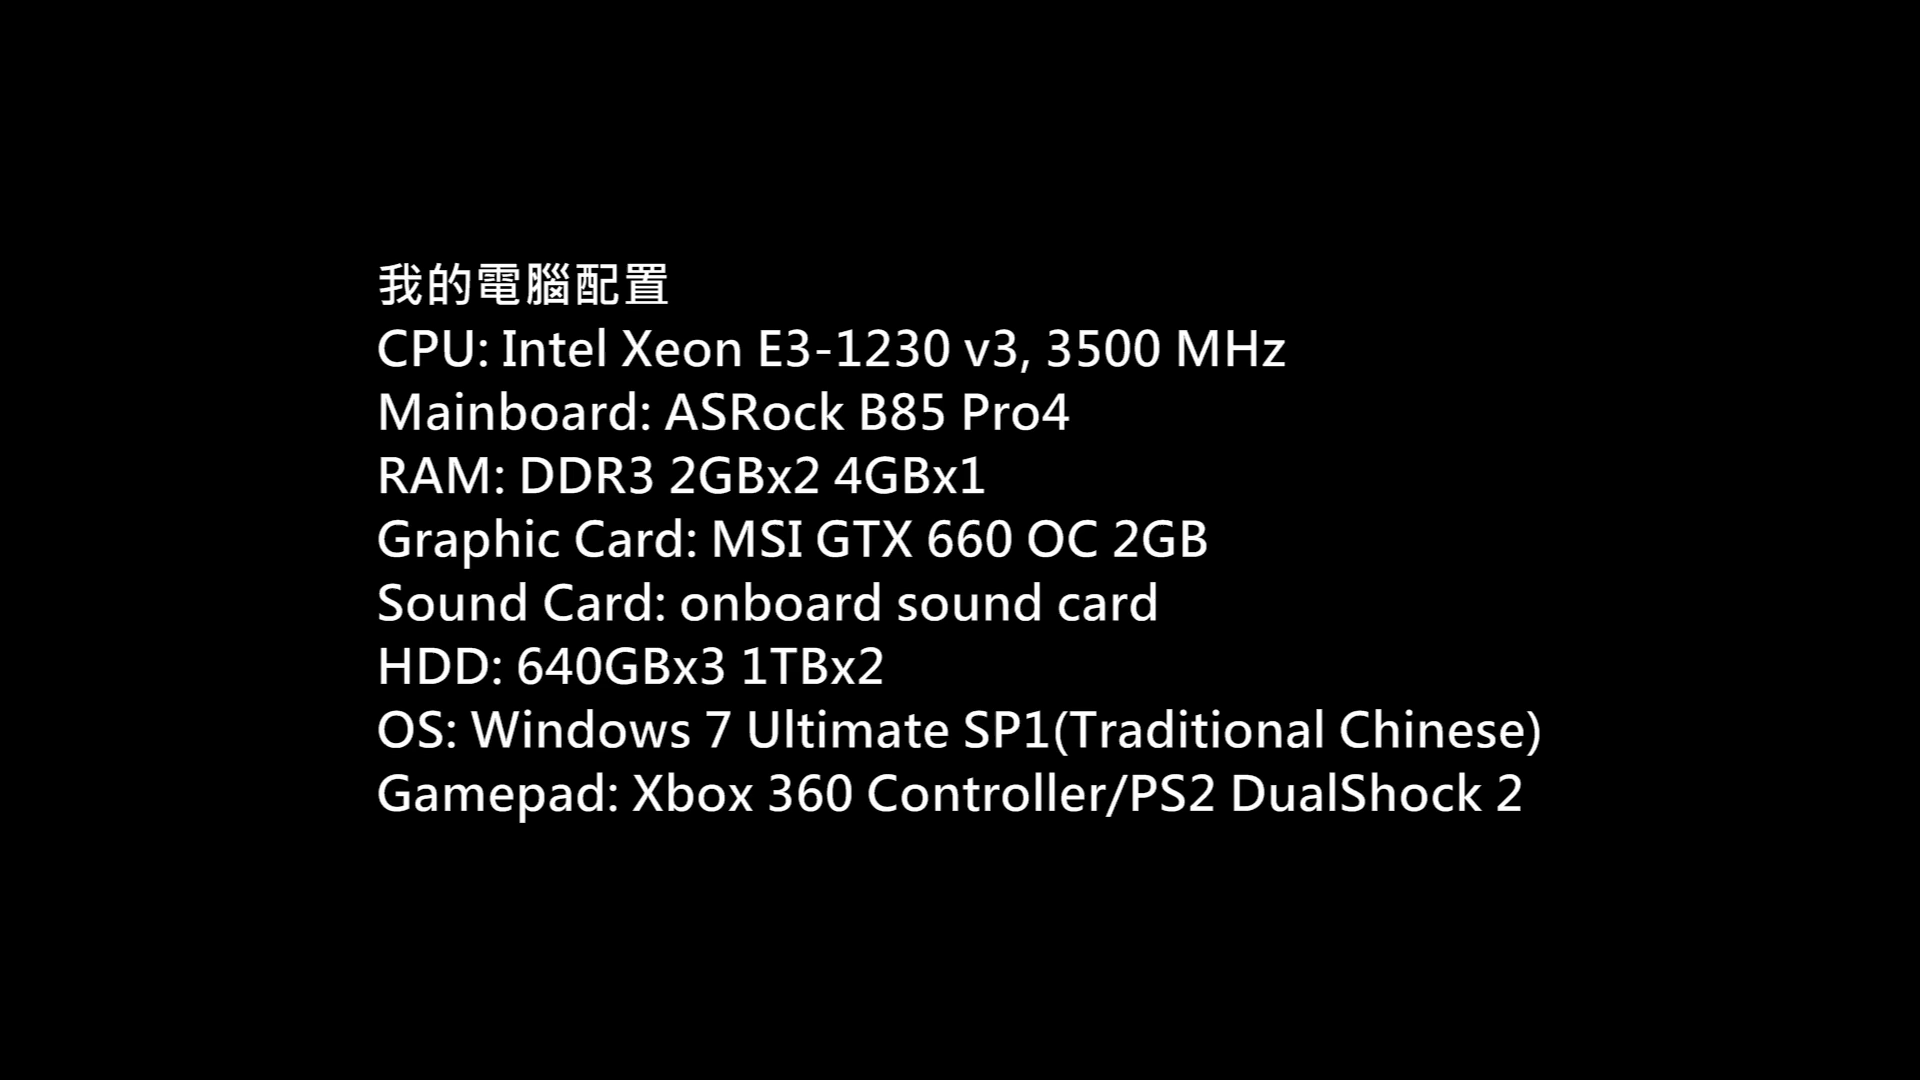 我的電腦配置
CPU: Intel Xeon E3-1230 v3, 3500 MHz
Mainboard: ASRock B85 Pro4
RAM: DDR3 2GBx2 4GBx1
Graphic Card: MSI GTX 660 OC 2GB
Sound Card: onboard sound card
HDD: 640GBx3 1TBx2
OS: Windows 7 Ultimate SP1(Traditional Chinese)
Gamepad: Xbox 360 Controller/PS2 DualShock 2